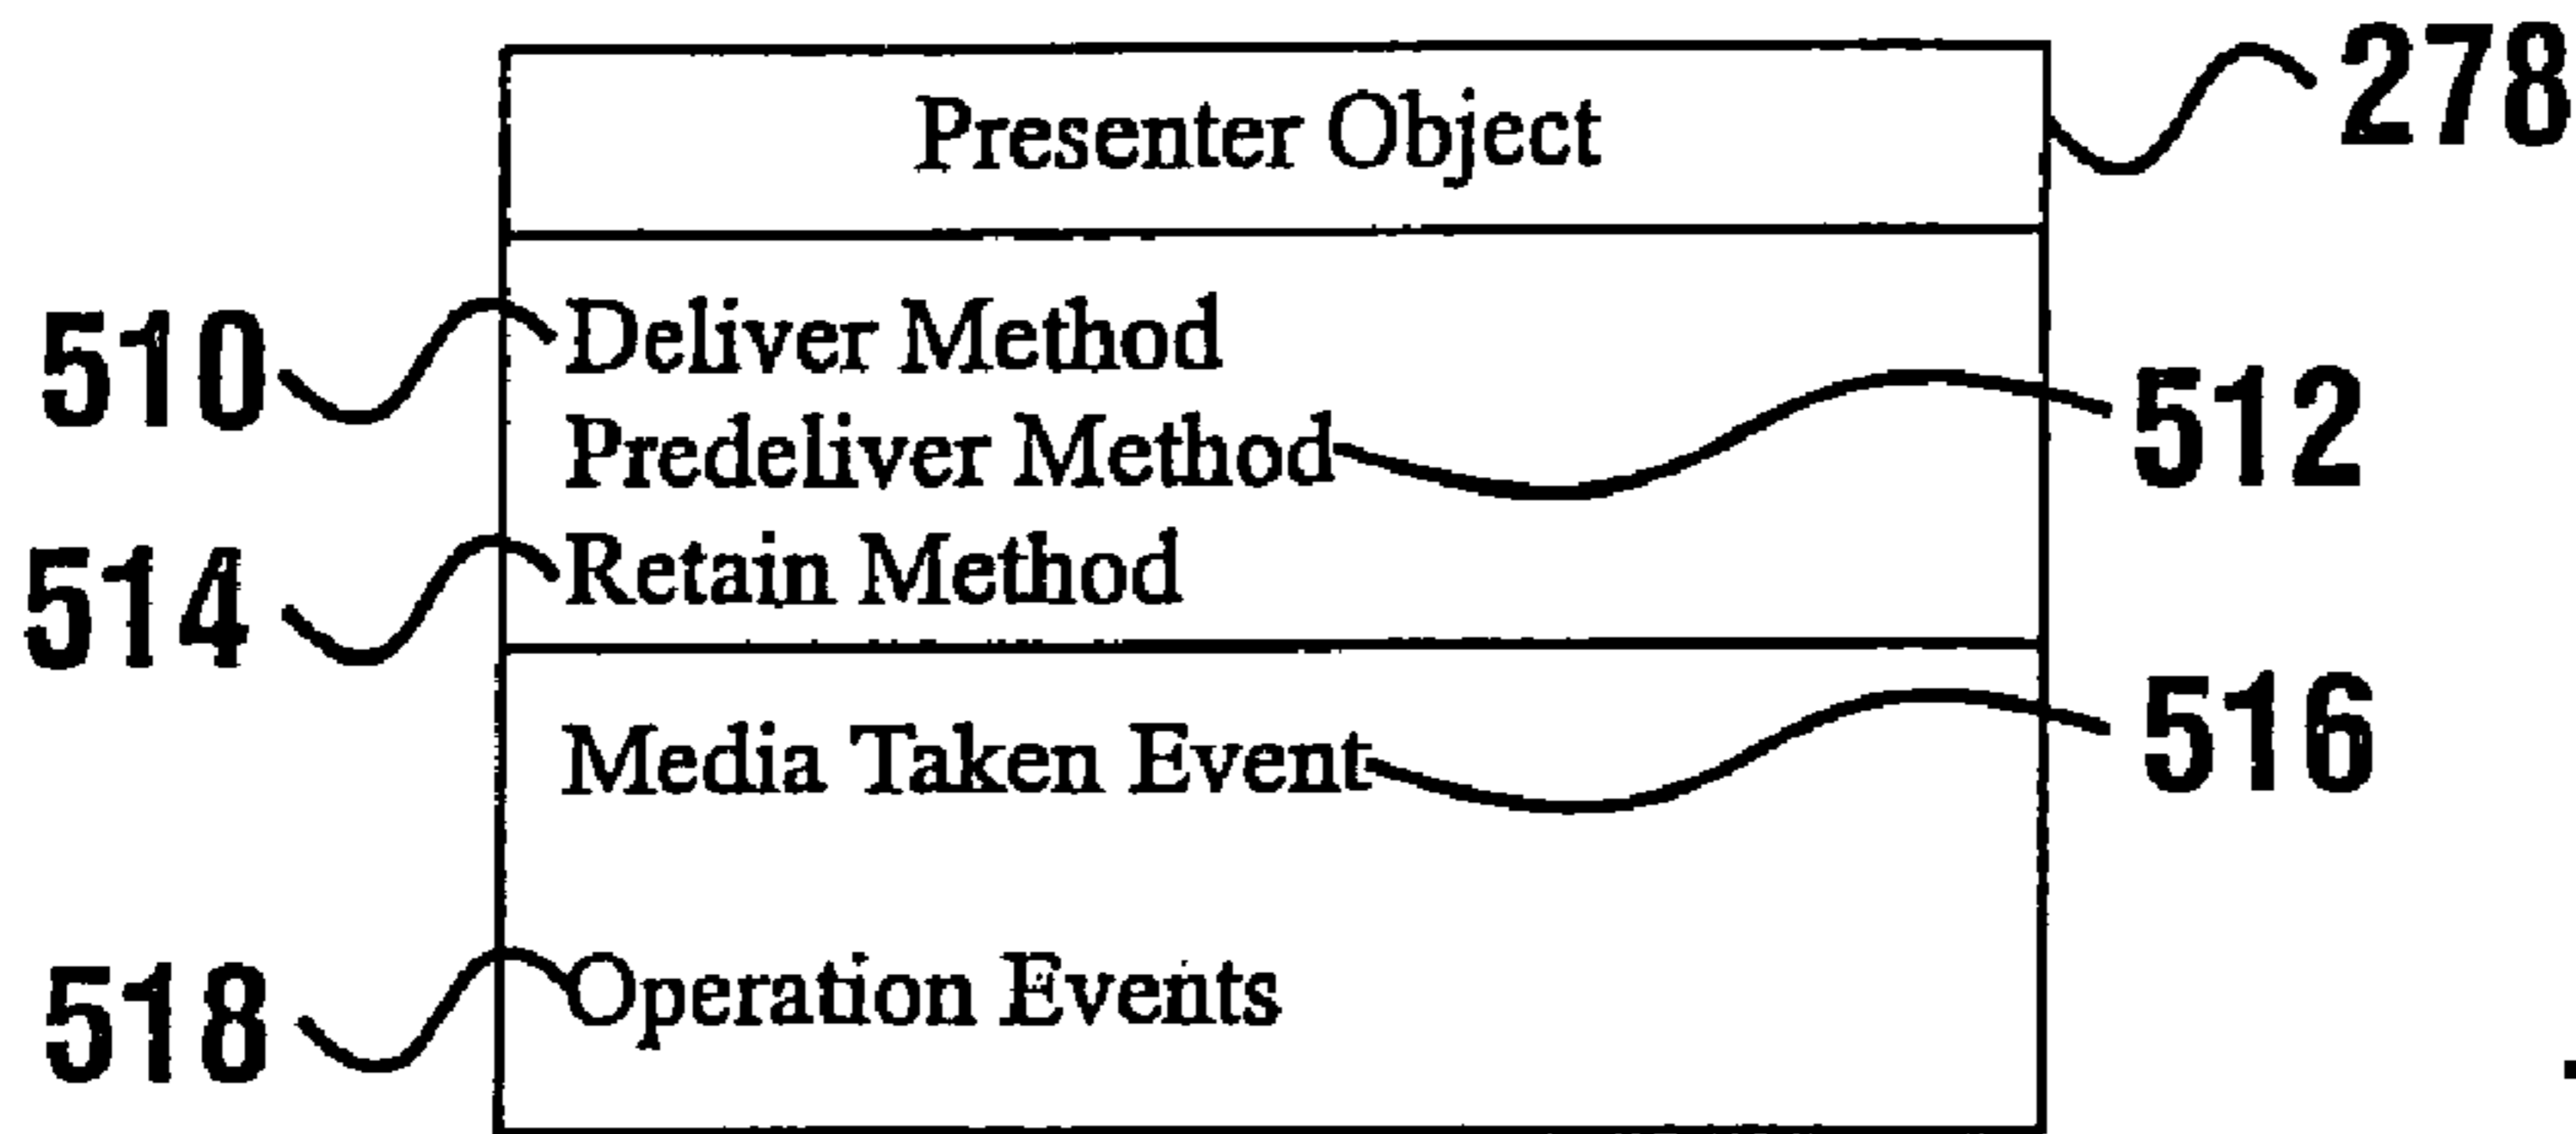 Presenter Object 278
510 Deliver Method
Predeliver Method 512
514 Retain Method
Media Taken Event 516
518 Operation Events